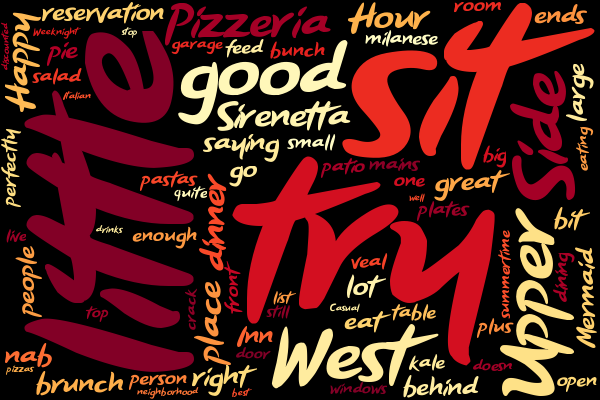 discounted
Happy
reservation
Weeknight
stop
Pizzeria
Hour
room
ends
pie
garage
feed
bunch
milanese
salad
Italian
little
good
sit
Sirenetta
saying
small
Side
large
eating
perfectly
go
patio
mains
big
pastas
quite
one
great
well
plates
try
dinner
drinks
enough
live
people
Upper
bit
summertime
dining
Mermaid
veal
lot
front
list
still
Casual
crack
place
top
eat
table
plus
Inn
door
West
kale
doesn
nab
pizzas
brunch
person
right
neighborhood
best
windows
behind
open